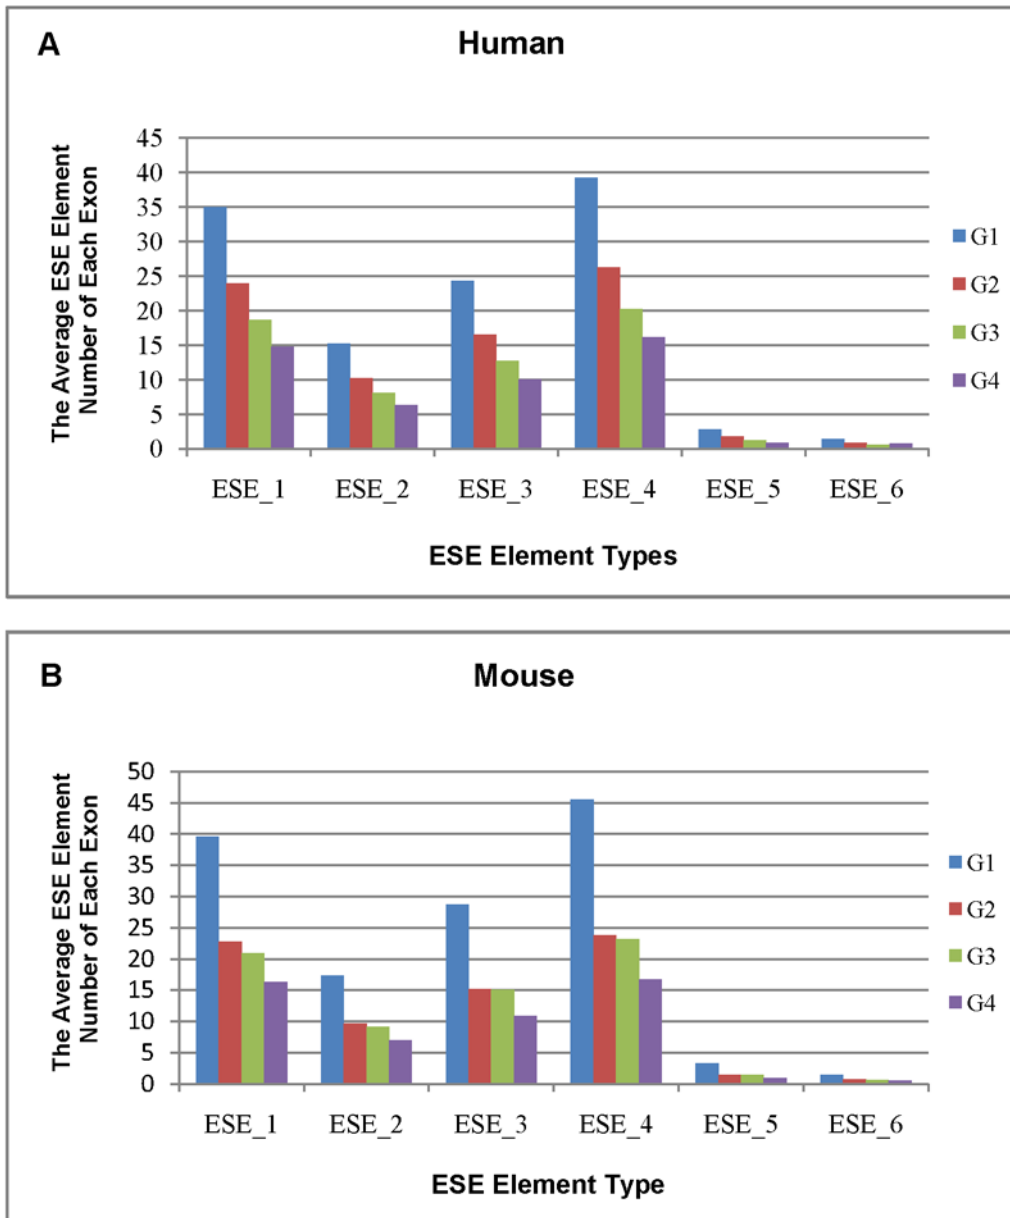 A
Human
The Average ESE Element
Number of Each Exon
45
40
35
30
25
20
15
10
5
0
G1
G2
G3
G4
ESE_1 ESE_2 ESE_3 ESE_4 ESE_5 ESE_6
ESE Element Types
B
Mouse
The Average ESE Element
Number of Each Exon
50
45
40
35
30
25
20
15
10
5
0
G1
G2
G3
G4
ESE_1 ESE_2 ESE_3 ESE_4 ESE_5 ESE_6
ESE Element Type